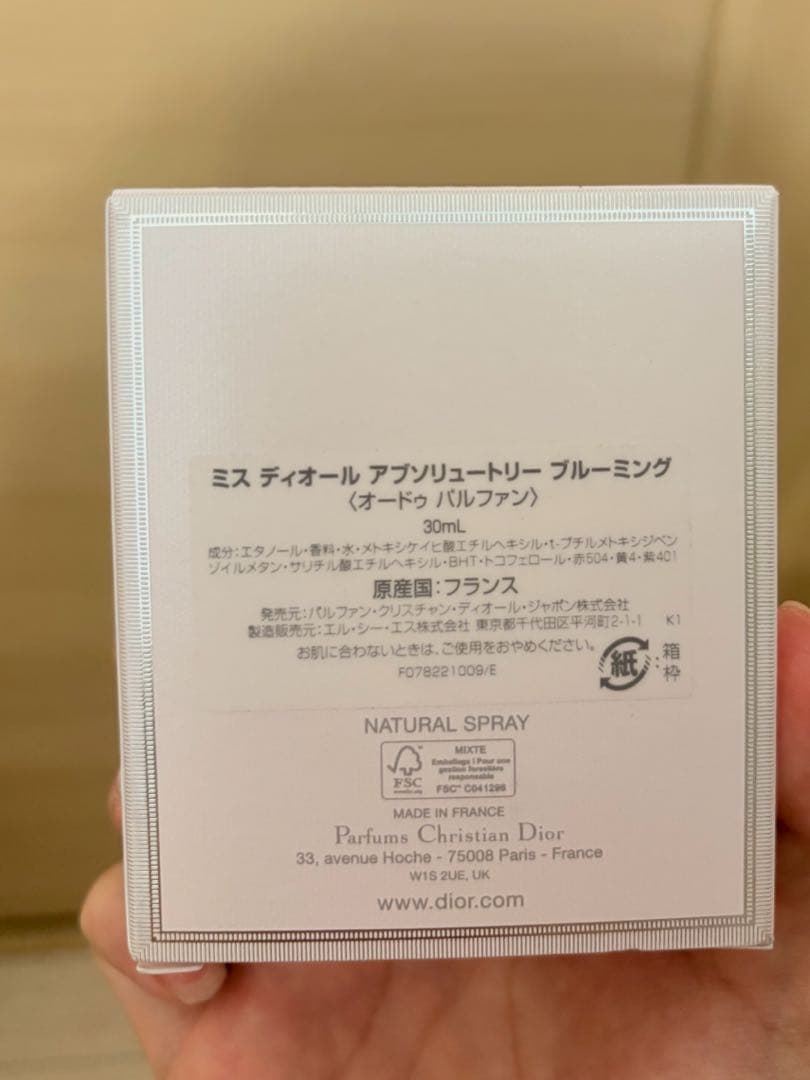 ミス ディオール アブソリュートリー ブルーミング
〈オードゥ パルファン〉
30mL
成分：エタノール・香料・水・メトキシケイヒ酸エチルヘキシル・t-ブチルメトキシジベン
ゾイルメタン・サリチル酸エチルヘキシル・BHT・トコフェロール・赤504・黄4・紫401
原産国：フランス
発売元：パルファン・クリスチャン・ディオール・ジャポン株式会社
製造販売元：エル・シー・エス株式会社 東京都千代田区平河町2-1-1 K1
お肌に合わないときは、ご使用をおやめください。
紙：箱
枠
F078221009/E
NATURAL SPRAY
FSC
MIXTE
Emballage | Pour une
gestion forestière
responsable
FSC™ C041296
MADE IN FRANCE
Parfums Christian Dior
33, avenue Hoche - 75008 Paris - France
W1S 2UE, UK
www.dior.com